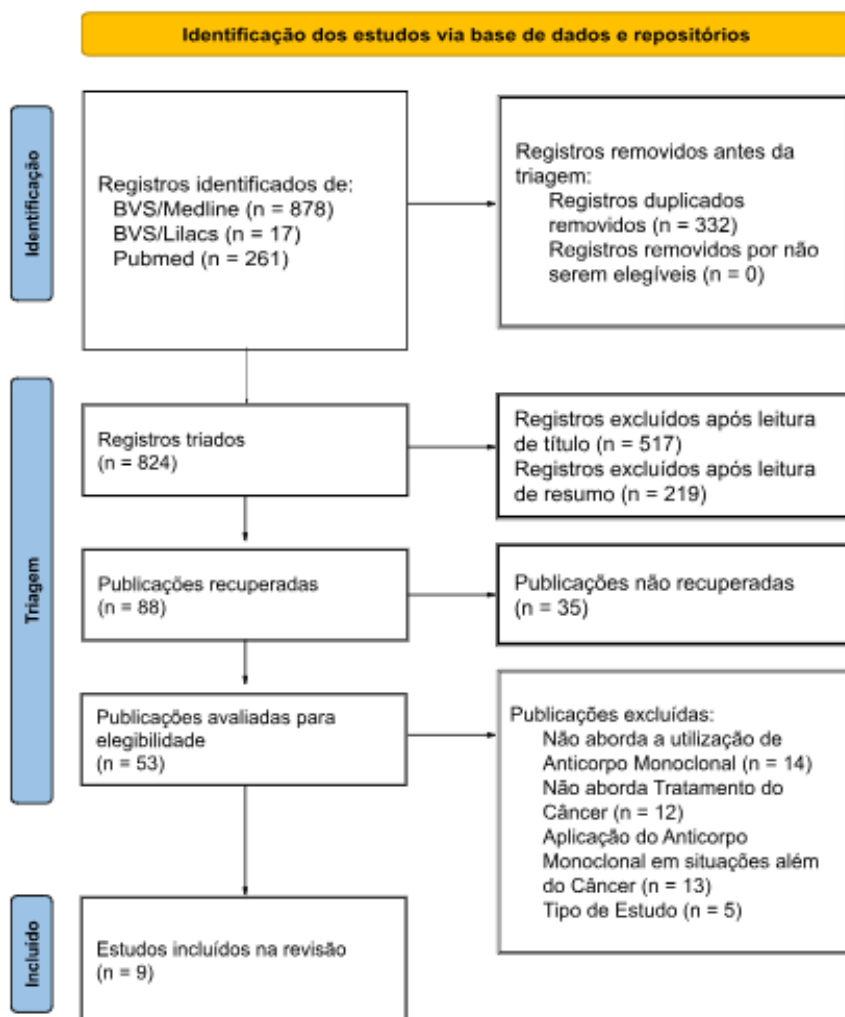 Identificação dos estudos via base de dados e repositórios
Identificação
Registros identificados de:
BVS/Medline (n = 878)
BVS/Lilacs (n = 17)
Pubmed (n = 261)
Registros removidos antes da
triagem:
Registros duplicados
removidos (n = 332)
Registros removidos por não
serem elegíveis (n = 0)
Triagem
Registros triados
(n = 824)
Registros excluídos após leitura
de título (n = 517)
Registros excluídos após leitura
de resumo (n = 219)
Publicações recuperadas
(n = 88)
Publicações não recuperadas
(n = 35)
Publicações avaliadas para
elegibilidade
(n = 53)
Publicações excluídas:
Não aborda a utilização de
Anticorpo Monoclonal (n = 14)
Não aborda Tratamento do
Câncer (n = 12)
Aplicação do Anticorpo
Monoclonal em situações além
do Câncer (n = 13)
Tipo de Estudo (n = 5)
Incluído
Estudos incluídos na revisão
(n = 9)